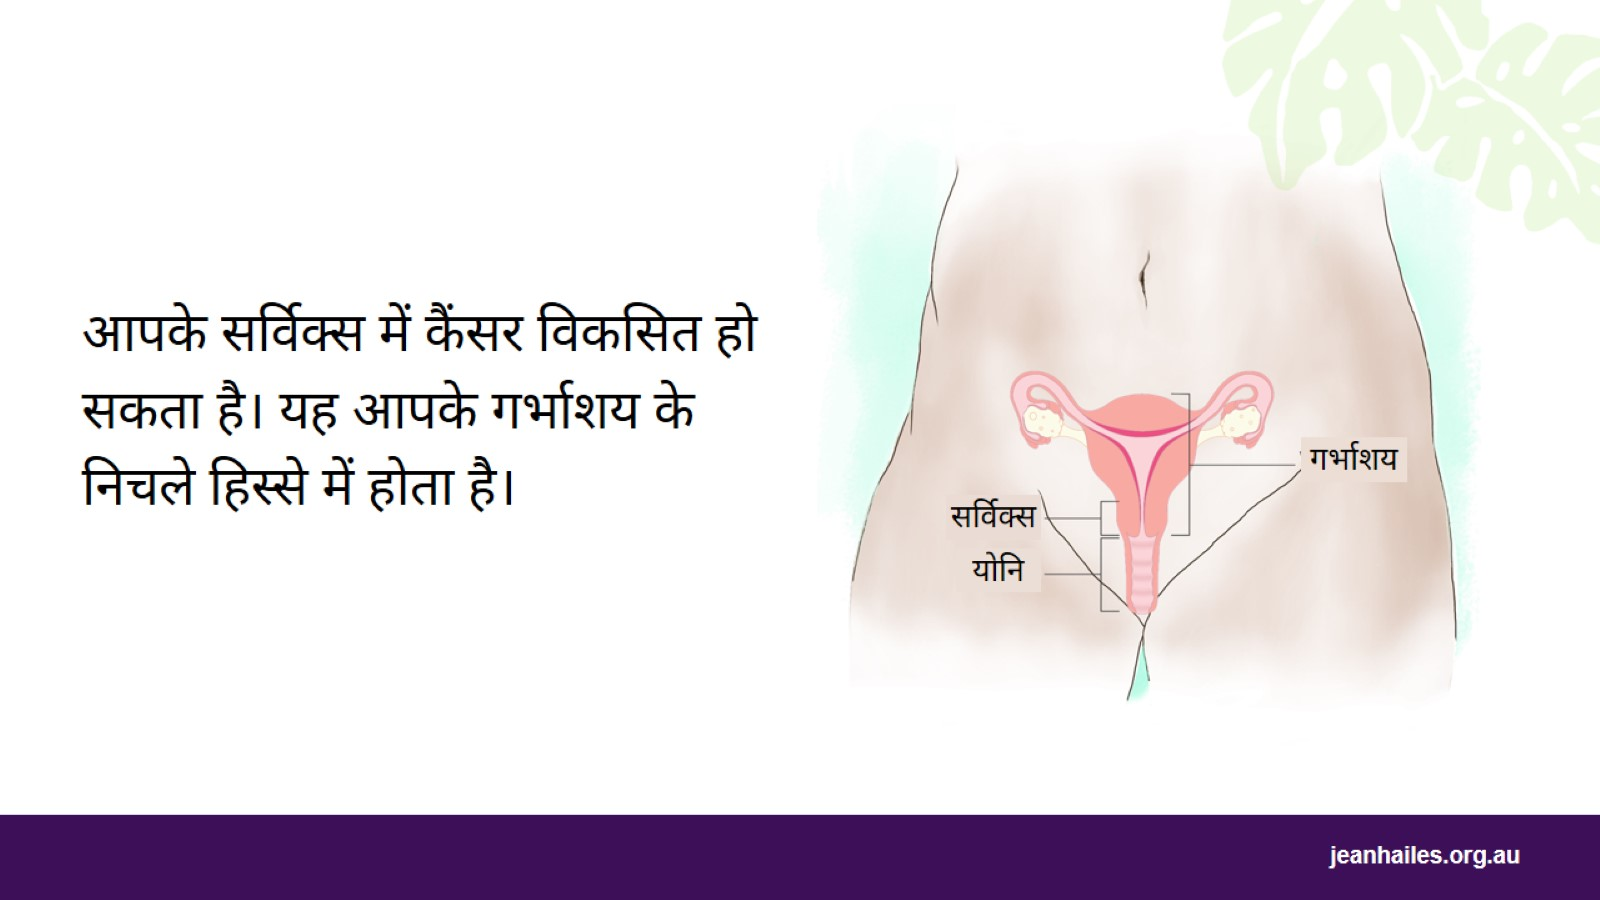 आपके सर्विक्स में कैंसर विकसित हो
सकता है। यह आपके गर्भाशय के
निचले हिस्से में होता है।
गर्भाशय
सर्विक्स
योनि
jeanhailes.org.au